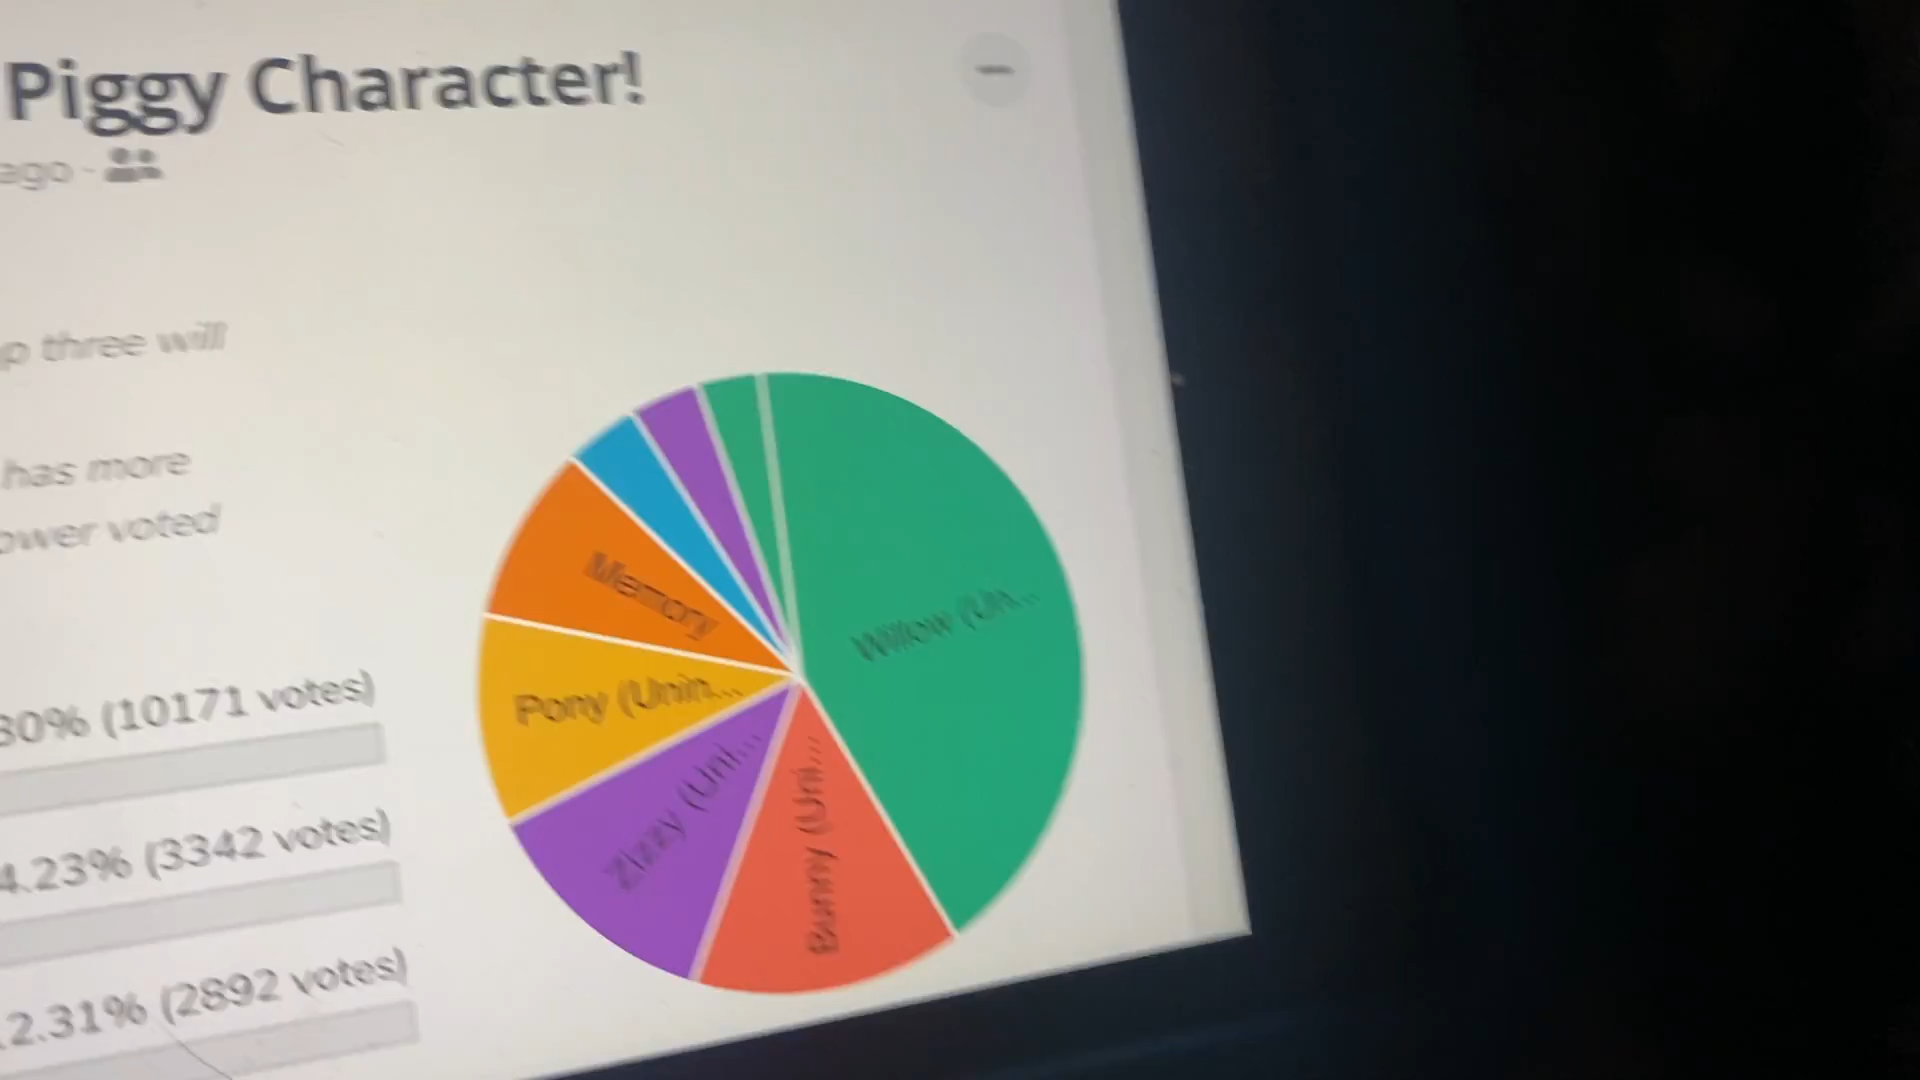 Piggy Character!
ago ·
p three will
has more
ower voted
30% (10171 votes)
4.23% (3342 votes)
2.31% (2892 votes)
Willow (Un...
Bunny (Uni...
Zizzy (Uni...
Pony (Unin...
Memory